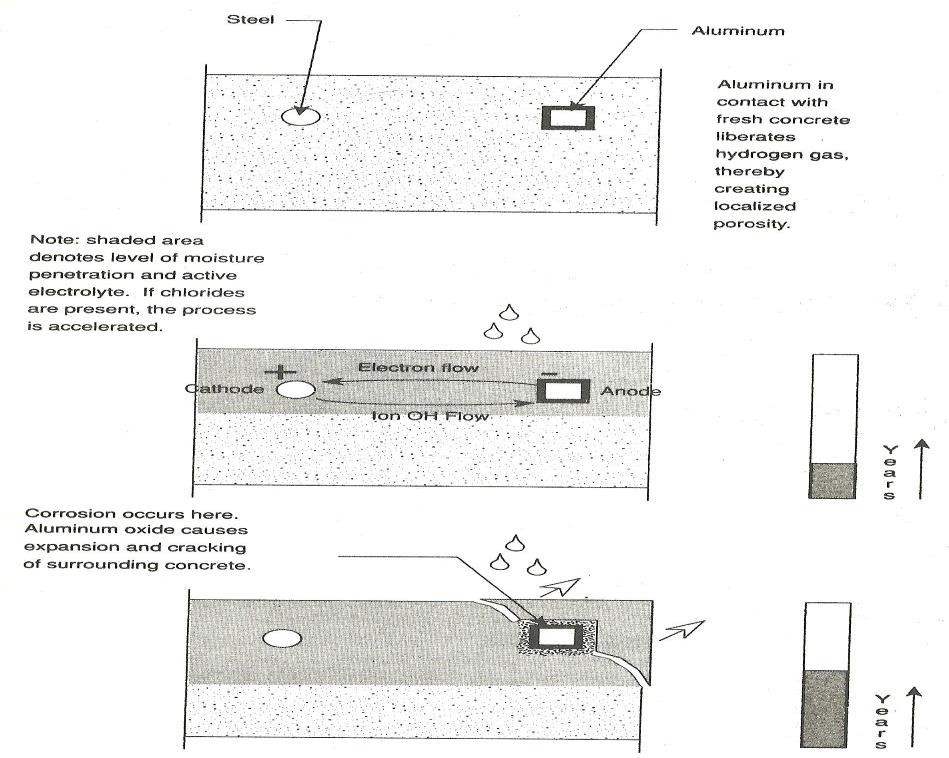 Steel
Aluminum
Aluminum in
contact with
fresh concrete
liberates
hydrogen gas,
thereby
creating
localized
porosity.
Note: shaded area
denotes level of moisture
penetration and active
electrolyte. If chlorides
are present, the process
is accelerated.
+
-
Electron flow
Cathode
Anode
Ion OH Flow
Years
Corrosion occurs here.
Aluminum oxide causes
expansion and cracking
of surrounding concrete.
Years